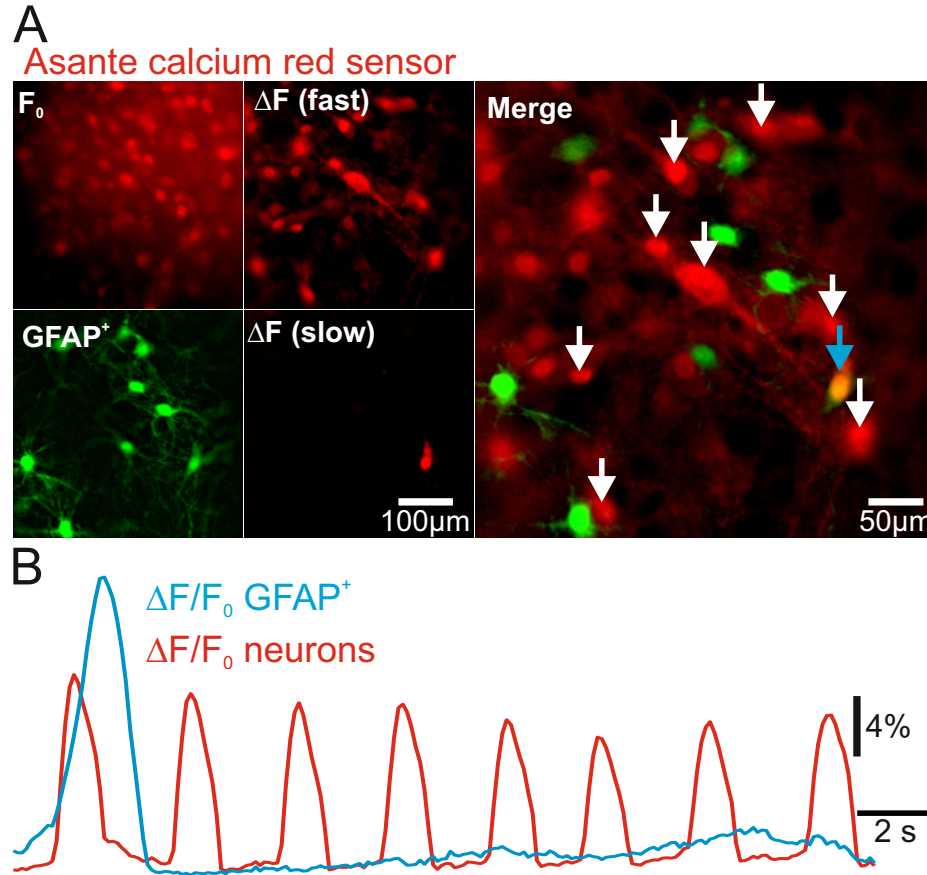 A
Asante calcium red sensor
F₀
ΔF (fast)
Merge
GFAP⁺
ΔF (slow)
100μm
50μm
B
ΔF/F₀ GFAP⁺
ΔF/F₀ neurons
4%
2 s